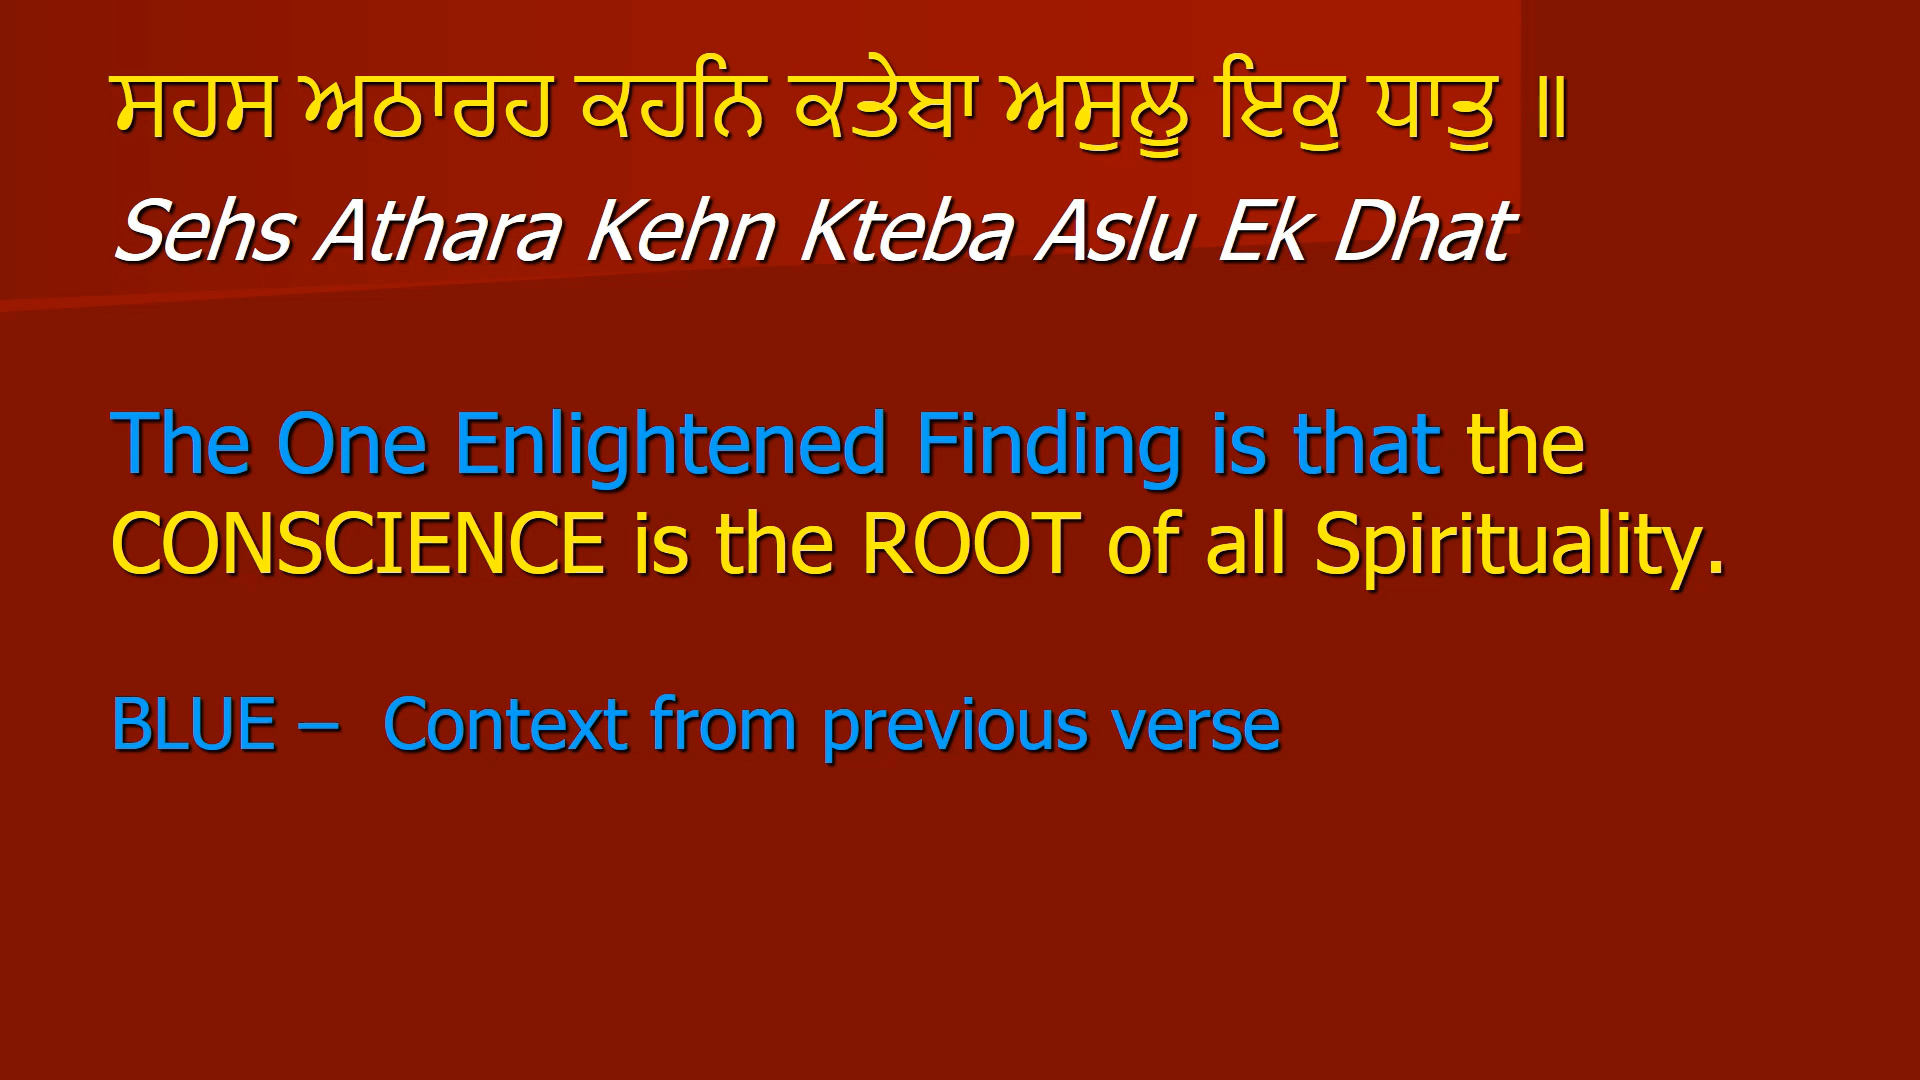 ਸਹਸ ਅਠਾਰਹ ਕਹਨਿ ਕਤੇਬਾ ਅਸੁਲੂ ਇਕੁ ਧਾਤੁ ॥
Sehs Athara Kehn Kteba Aslu Ek Dhat
The One Enlightened Finding is that the
CONSCIENCE is the ROOT of all Spirituality.
BLUE – Context from previous verse